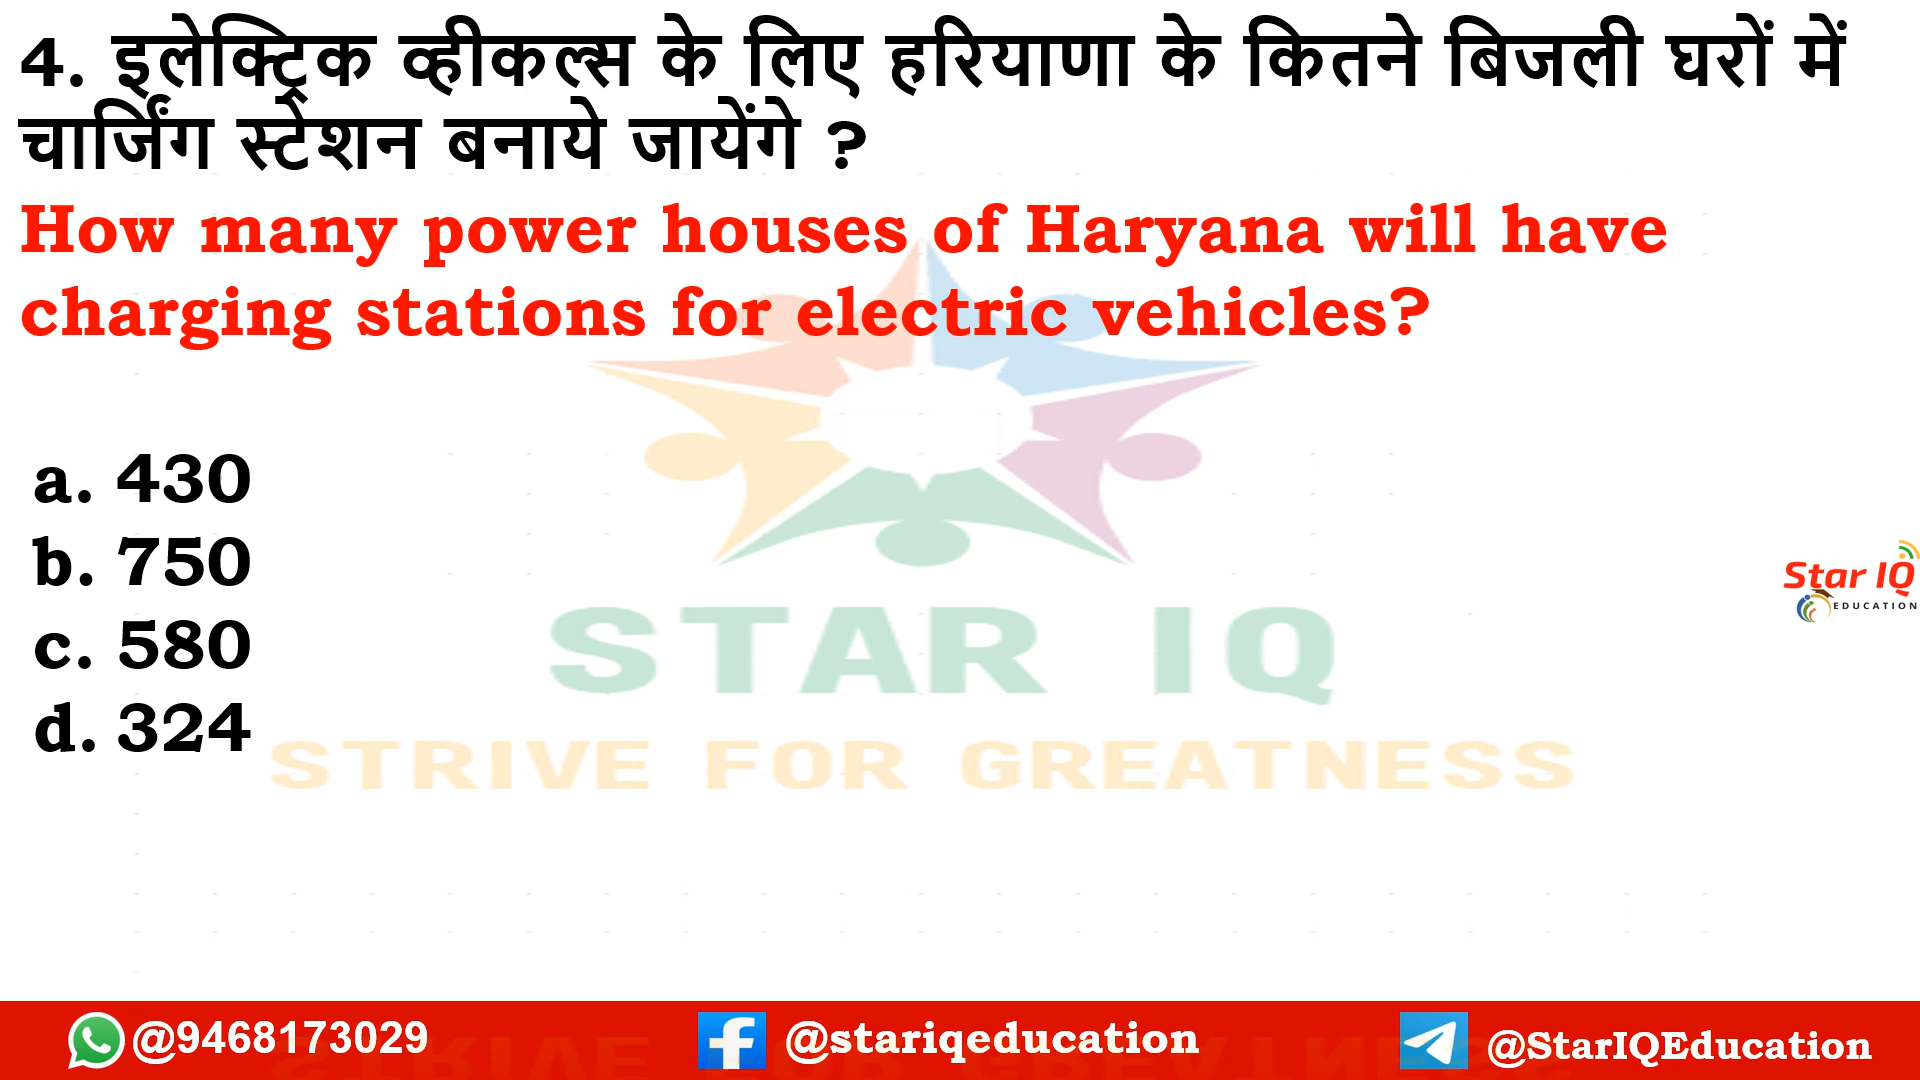 4. इलेक्ट्रिक व्हीकल्स के लिए हरियाणा के कितने बिजली घरों में
चार्जिंग स्टेशन बनाये जायेंगे ?
How many power houses of Haryana will have
charging stations for electric vehicles?
a. 430
b. 750
c. 580
d. 324
STAR IQ
STRIVE FOR GREATNESS
Star IQ
EDUCATION
@9468173029
@stariqeducation
@StarIQEducation